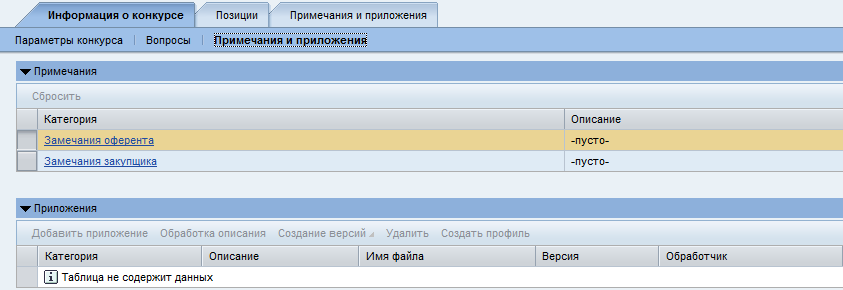 Информация о конкурсе Позиции Примечания и приложения
Параметры конкурса Вопросы Примечания и приложения
Примечания
Сбросить
Категория Описание
Замечания оферента -пусто-
Замечания закупщика -пусто-
Приложения
Добавить приложение Обработка описания Создание версий Удалить Создать профиль
Категория Описание Имя файла Версия Обработчик
Таблица не содержит данных